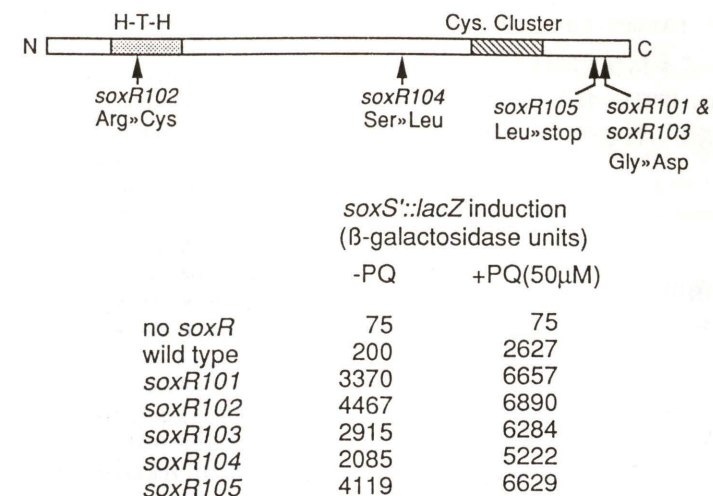 H-T-H Cys. Cluster
N C
soxR102 soxR104 soxR105 soxR101 &
Arg»Cys Ser»Leu Leu»stop soxR103
Gly»Asp
soxS'::lacZ induction
(ß-galactosidase units)
-PQ +PQ(50µM)
no soxR 75 75
wild type 200 2627
soxR101 3370 6657
soxR102 4467 6890
soxR103 2915 6284
soxR104 2085 5222
soxR105 4119 6629